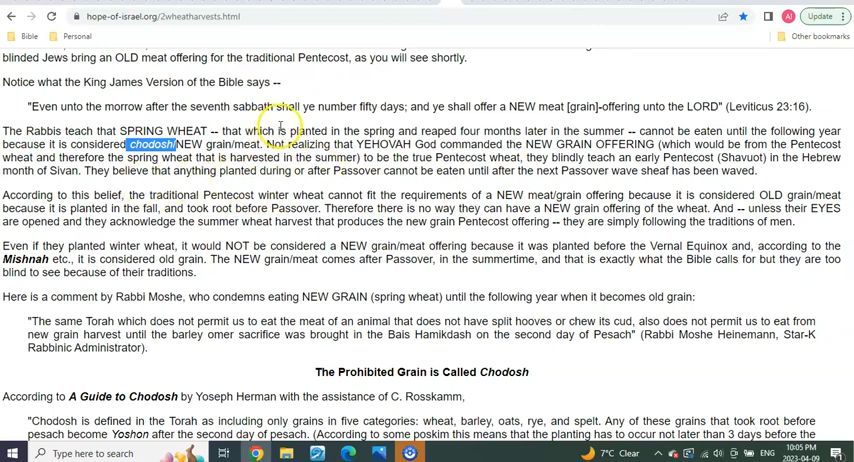 hope-of-israel.org/2wheatharvests.html
Update
Bible
Personal
Other bookmarks
blinded Jews bring an OLD meat offering for the traditional Pentecost, as you will see shortly.
Notice what the King James Version of the Bible says --
"Even unto the morrow after the seventh sabbath shall ye number fifty days; and ye shall offer a NEW meat [grain]-offering unto the LORD" (Leviticus 23:16).
The Rabbis teach that SPRING WHEAT -- that which is planted in the spring and reaped four months later in the summer -- cannot be eaten until the following year
because it is considered chodosh/NEW grain/meat. Not realizing that YEHOVAH God commanded the NEW GRAIN OFFERING (which would be from the Pentecost
wheat and therefore the spring wheat that is harvested in the summer) to be the true Pentecost wheat, they blindly teach an early Pentecost (Shavuot) in the Hebrew
month of Sivan. They believe that anything planted during or after Passover cannot be eaten until after the next Passover wave sheaf has been waved.
According to this belief, the traditional Pentecost winter wheat cannot fit the requirements of a NEW meat/grain offering because it is considered OLD grain/meat
because it is planted in the fall, and took root before Passover. Therefore there is no way they can have a NEW grain offering of the wheat. And -- unless their EYES
are opened and they acknowledge the summer wheat harvest that produces the new grain Pentecost offering -- they are simply following the traditions of men.
Even if they planted winter wheat, it would NOT be considered a NEW grain/meat offering because it was planted before the Vernal Equinox and, according to the
Mishnah etc., it is considered old grain. The NEW grain/meat comes after Passover, in the summertime, and that is exactly what the Bible calls for but they are too
blind to see because of their traditions.
Here is a comment by Rabbi Moshe, who condemns eating NEW GRAIN (spring wheat) until the following year when it becomes old grain:
"The same Torah which does not permit us to eat the meat of an animal that does not have split hooves or chew its cud, also does not permit us to eat from
new grain harvest until the barley omer sacrifice was brought in the Bais Hamikdash on the second day of Pesach" (Rabbi Moshe Heinemann, Star-K
Rabbinic Administrator).
The Prohibited Grain is Called Chodosh
According to A Guide to Chodosh by Yoseph Herman with the assistance of C. Rosskamm,
"Chodosh is defined in the Torah as including only grains in five categories: wheat, barley, oats, rye, and spelt. Any of these grains that took root before
pesach become Yoshon after the second day of pesach. (According to some poskim this means that the planting has to occur not later than 3 days before the
Type here to search
7°C Clear
10:05 PM
2023-04-09